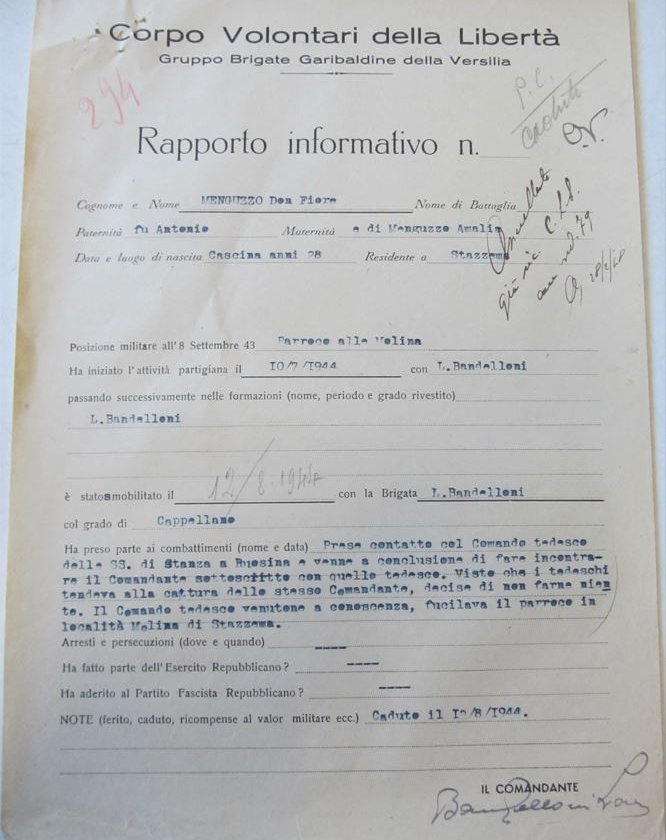 Corpo Volontari della Libertà
Gruppo Brigate Garibaldine della Versilia
294
P.C.
caduto
Rapporto informativo n.
Cognome e Nome MENGUZZO Don Fiore Nome di Battaglia
Paternità fu Antonio Maternità e di Menguzzo Amalia
Data e luogo di nascita Cascina anni 28 Residente a Stazzema
Posizione militare all'8 Settembre 43 Parroco alle Molina
Ha iniziato l'attività partigiana il I0/7/I944 con L.Bandelloni
passando successivamente nelle formazioni (nome, periodo e grado rivestito)
L.Bandelloni
è statosmobilitato il 12/8.1944 con la Brigata L.Bandelloni
col grado di Cappellano
Ha preso parte ai combattimenti (nome e data) Prese contatto col Comando tedesco
delle SS. di Stanza a Ruosina e venne a conclusione di fare incontra-
re il Comandante sottoscritto con quello tedesco. Visto che i tedeschi
tendeva alla cattura dello stesso Comandante, decise di non farne nien
te. Il Comando tedesco venutone a conoscenza, fucilava il parroco in
località Molina di Stazzema.
Arresti e persecuzioni (dove e quando) ----
Ha fatto parte dell'Esercito Repubblicano? ----
Ha aderito al Partito Fascista Repubblicano? ----
NOTE (ferito, caduto, ricompense al valor militare ecc.) Caduto il I2/8/I944.
IL COMANDANTE